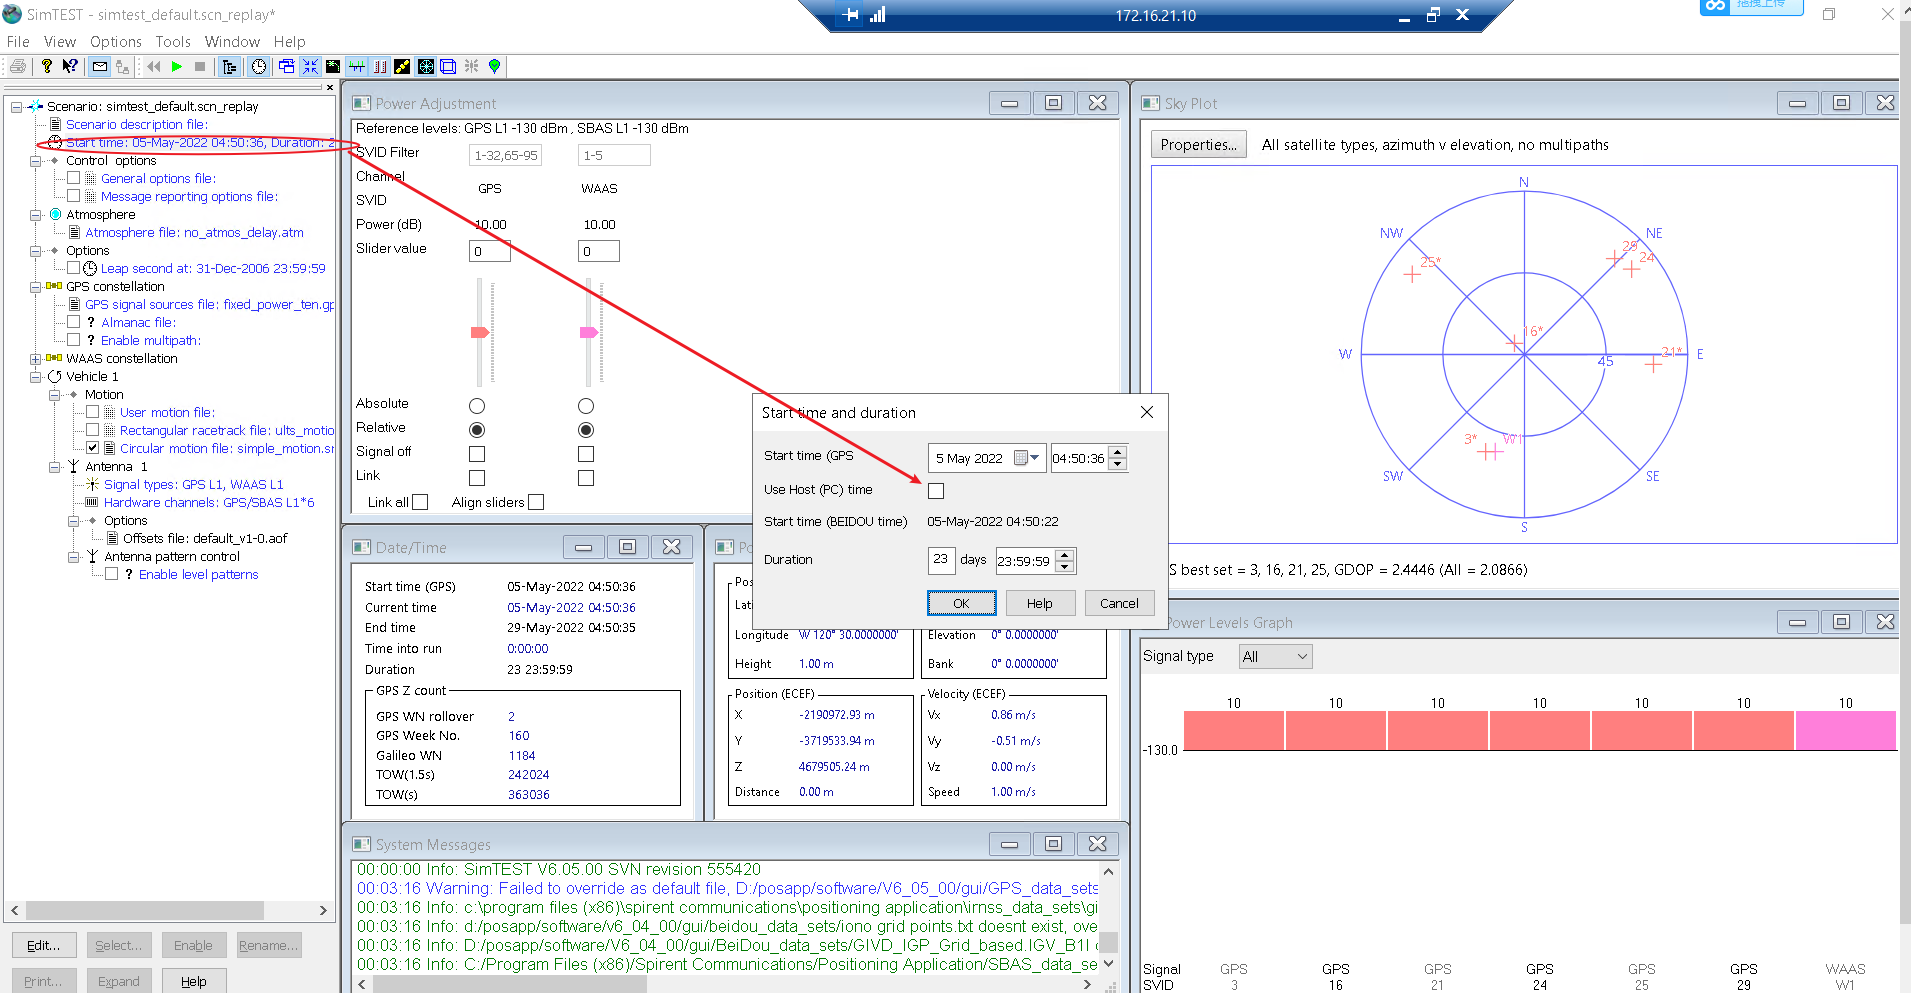 SimTEST - simtest_default.scn_replay*
172.16.21.10
拖拽上传
File View Options Tools Window Help
Scenario: simtest_default.scn_replay
Scenario description file:
Start time: 05-May-2022 04:50:36, Duration: 2
Control options
General options file:
Message reporting options file:
Atmosphere
Atmosphere file: no_atmos_delay.atm
Options
Leap second at: 31-Dec-2006 23:59:59
GPS constellation
GPS signal sources file: fixed_power_ten.gp
? Almanac file:
? Enable multipath:
WAAS constellation
Vehicle 1
Motion
User motion file:
Rectangular racetrack file: ults_motio
Circular motion file: simple_motion.sr
Antenna 1
Signal types: GPS L1, WAAS L1
Hardware channels: GPS/SBAS L1*6
Options
Offsets file: default_v1-0.aof
Antenna pattern control
? Enable level patterns
Edit... Select... Enable Rename...
Print... Expand Help
Power Adjustment
Reference levels: GPS L1 -130 dBm , SBAS L1 -130 dBm
SVID Filter 1-32,65-95 1-5
Channel
GPS WAAS
SVID
Power (dB) 10.00 10.00
Slider value 0 0
Absolute
Relative
Signal off
Link
Link all Align sliders
Sky Plot
Properties... All satellite types, azimuth v elevation, no multipaths
N
NW NE
29
25* 24
16*
21*
W 45 E
3* W1
SW SE
S
S best set = 3, 16, 21, 25, GDOP = 2.4446 (All = 2.0866)
Start time and duration
Start time (GPS 5 May 2022 04:50:36
Use Host (PC) time
Start time (BEIDOU time) 05-May-2022 04:50:22
Duration 23 days 23:59:59
OK Help Cancel
Date/Time
Start time (GPS) 05-May-2022 04:50:36
Current time 05-May-2022 04:50:36
End time 29-May-2022 04:50:35
Time into run 0:00:00
Duration 23 23:59:59
GPS Z count
GPS WN rollover 2
GPS Week No. 160
Galileo WN 1184
TOW(1.5s) 242024
TOW(s) 363036
Po
Pos
Lati
Longitude W 120° 30.0000000' Elevation 0° 0.0000000'
Height 1.00 m Bank 0° 0.0000000'
Position (ECEF) Velocity (ECEF)
X -2190972.93 m Vx 0.86 m/s
Y -3719533.94 m Vy -0.51 m/s
Z 4679505.24 m Vz 0.00 m/s
Distance 0.00 m Speed 1.00 m/s
Power Levels Graph
Signal type All
10 10 10 10 10 10 10
-130.0
Signal GPS GPS GPS GPS GPS GPS WAAS
SVID 3 16 21 24 25 29 W1
System Messages
00:00:00 Info: SimTEST V6.05.00 SVN revision 555420
00:03:16 Warning: Failed to override as default file, D:/posapp/software/V6_05_00/gui/GPS_data_sets
00:03:16 Info: c:\program files (x86)\spirent communications\positioning application\irnss_data_sets\gi
00:03:16 Info: d:/posapp/software/v6_04_00/gui/beidou_data_sets/iono grid points.txt doesnt exist, ove
00:03:16 Info: D:/posapp/software/V6_04_00/gui/BeiDou_data_sets/GIVD_IGP_Grid_based.IGV_B1I
00:03:16 Info: C:/Program Files (x86)/Spirent Communications/Positioning Application/SBAS_data_se